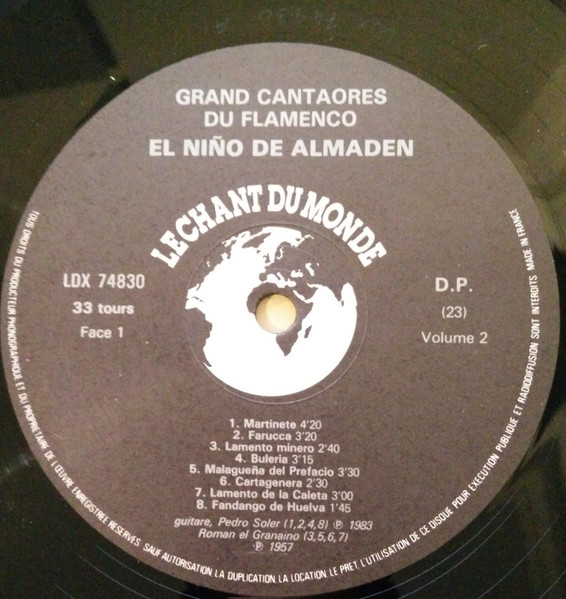 GRAND CANTAORES
DU FLAMENCO
EL NIÑO DE ALMADEN
LE CHANT DU MONDE
LDX 74830
33 tours
Face 1
D.P.
(23)
Volume 2
1. Martinete 4'20
2. Farucca 3'20
3. Lamento minero 2'40
4. Buleria 3'15
5. Malagueña del Prefacio 3'30
6. Cartagenera 2'30
7. Lamento de la Caleta 3'00
8. Fandango de Huelva 1'45
guitare, Pedro Soler (1,2,4,8) ℗ 1983
Roman el Granaino (3,5,6,7)
℗ 1957
TOUS DROITS DU PRODUCTEUR PHONOGRAPHIQUE ET DU PROPRIETAIRE DE L'ŒUVRE ENREGISTREE RESERVES SAUF AUTORISATION LA DUPLICATION, LA LOCATION, LE PRET, L'UTILISATION DE CE DISQUE POUR EXECUTION PUBLIQUE ET RADIODIFFUSION SONT INTERDITS MADE IN FRANCE